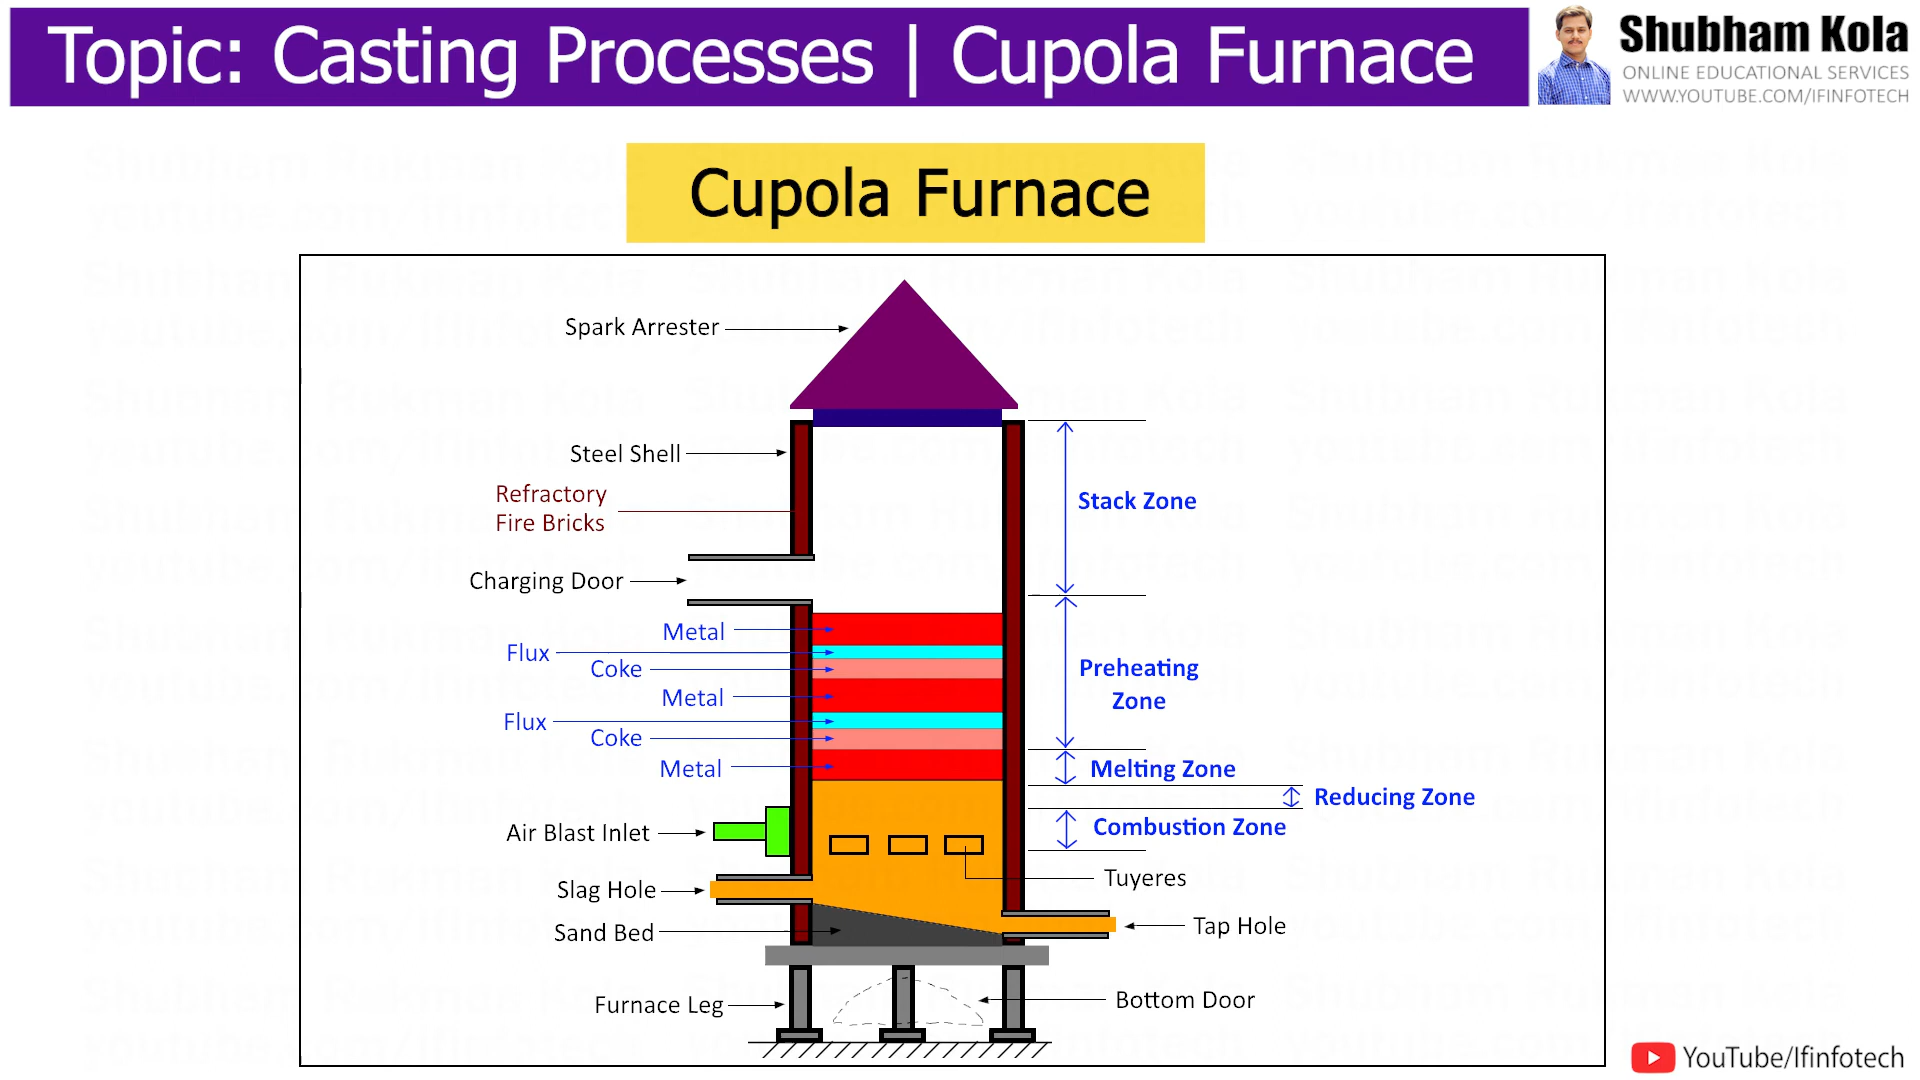 Topic: Casting Processes | Cupola Furnace
Shubham Kola
ONLINE EDUCATIONAL SERVICES
WWW.YOUTUBE.COM/IFINFOTECH
Cupola Furnace
Spark Arrester
Steel Shell
Refractory
Fire Bricks
Charging Door
Metal
Flux
Coke
Metal
Flux
Coke
Metal
Air Blast Inlet
Slag Hole
Sand Bed
Furnace Leg
Stack Zone
Preheating
Zone
Melting Zone
Reducing Zone
Combustion Zone
Tuyeres
Tap Hole
Bottom Door
YouTube/Ifinfotech